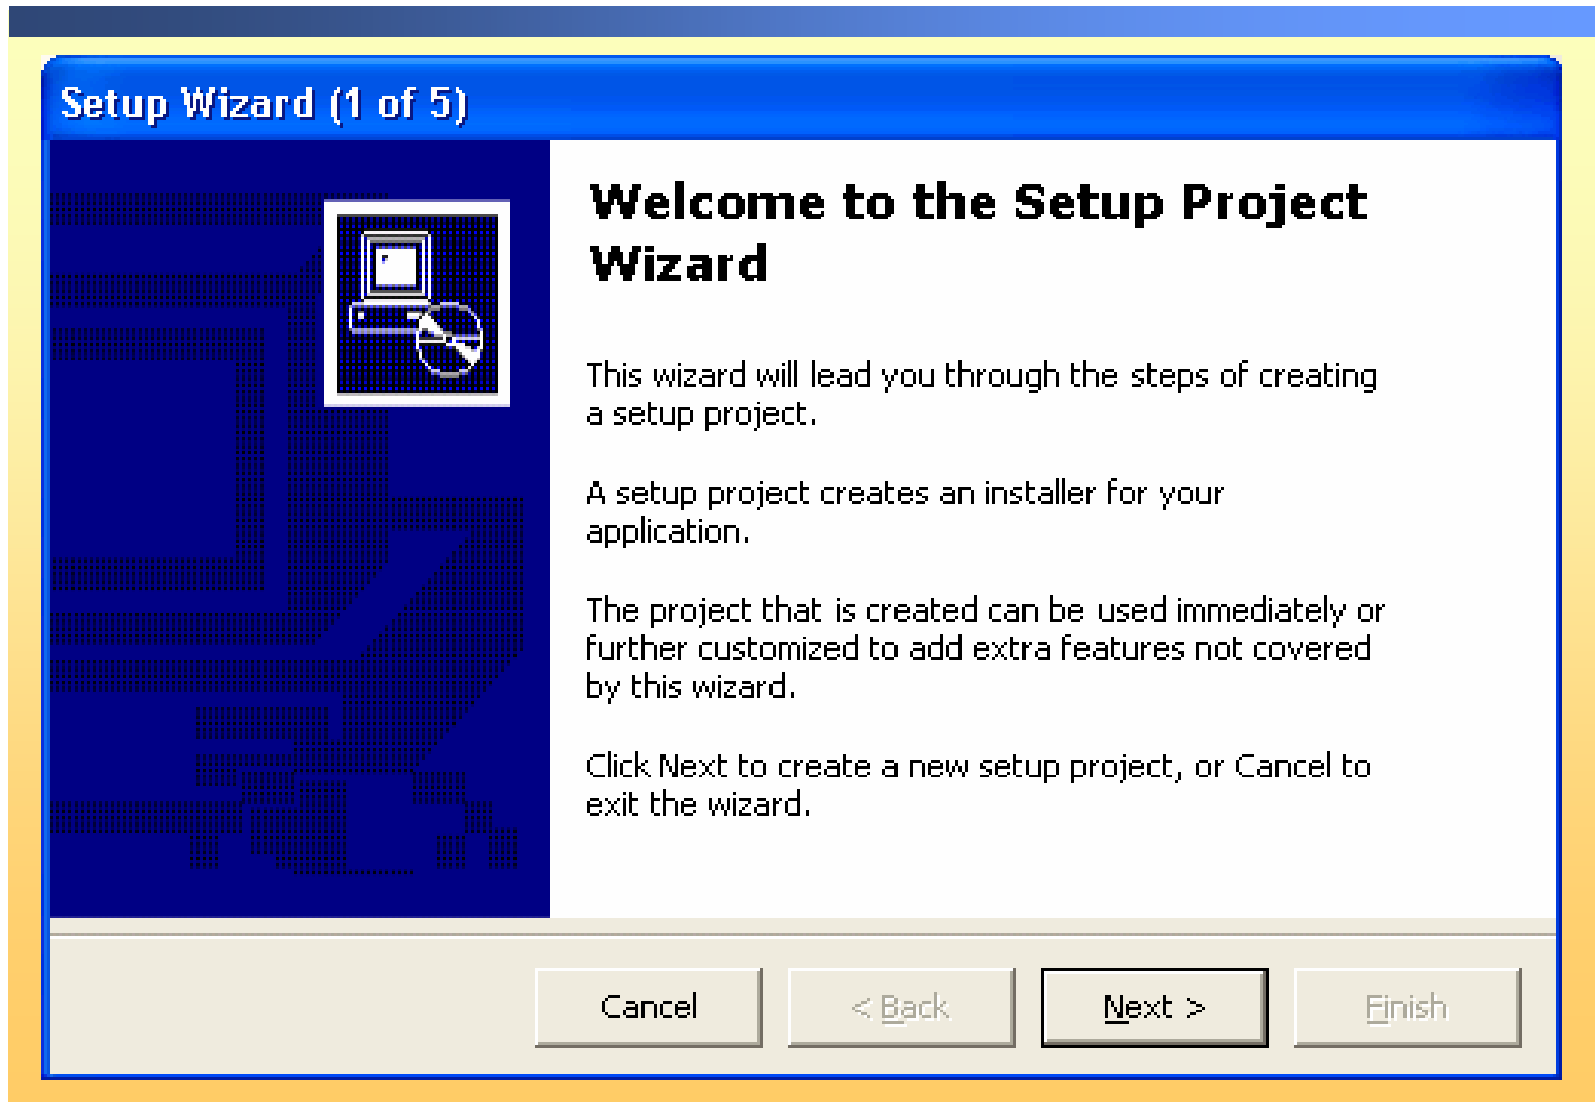 Setup Wizard (1 of 5)
Welcome to the Setup Project
Wizard
This wizard will lead you through the steps of creating
a setup project.
A setup project creates an installer for your
application.
The project that is created can be used immediately or
further customized to add extra features not covered
by this wizard.
Click Next to create a new setup project, or Cancel to
exit the wizard.
Cancel
< Back
Next >
Finish